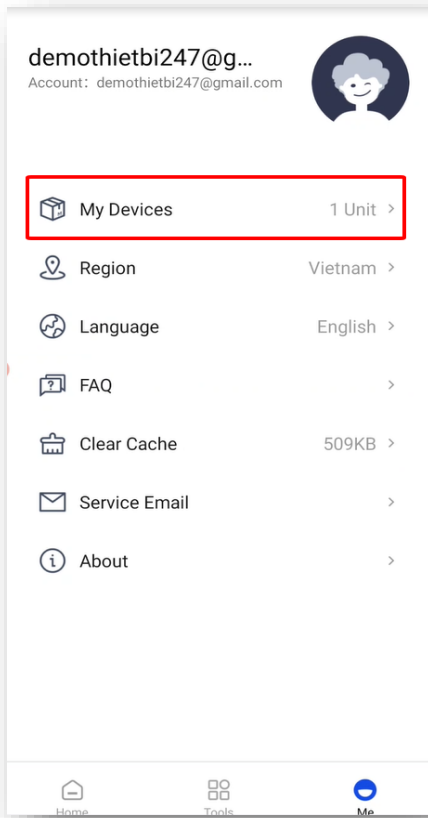 demothietbi247@g...
Account: demothietbi247@gmail.com
My Devices 1 Unit
Region Vietnam
Language English
FAQ
Clear Cache 509KB
Service Email
About
Home Tools Me